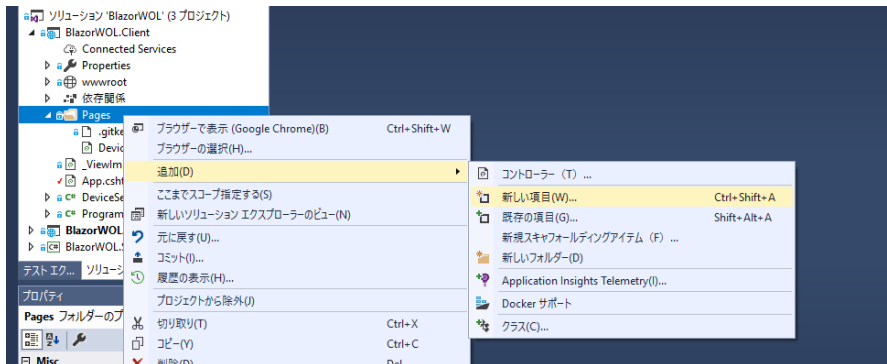 ソリューション 'BlazorWOL' (3 プロジェクト)
BlazorWOL.Client
Connected Services
Properties
wwwroot
依存関係
Pages
.gitke
Devic
_ViewIm
App.csht
C# DeviceSe
C# Program
BlazorWOL
C# BlazorWOL.S
テスト エク...
ソリューシ
プロパティ
Pages フォルダーのプ
Misc
ブラウザーで表示 (Google Chrome)(B) Ctrl+Shift+W
ブラウザーの選択(H)...
追加(D)
ここまでスコープ指定する(S)
新しいソリューション エクスプローラーのビュー(N)
元に戻す(U)...
コミット(I)...
履歴の表示(H)...
プロジェクトから除外(J)
切り取り(T) Ctrl+X
コピー(Y) Ctrl+C
削除(D) Del
コントローラー (T) ...
新しい項目(W)... Ctrl+Shift+A
既存の項目(G)... Shift+Alt+A
新規スキャフォールディングアイテム (F) ...
新しいフォルダー(D)
Application Insights Telemetry(I)...
Docker サポート
クラス(C)...